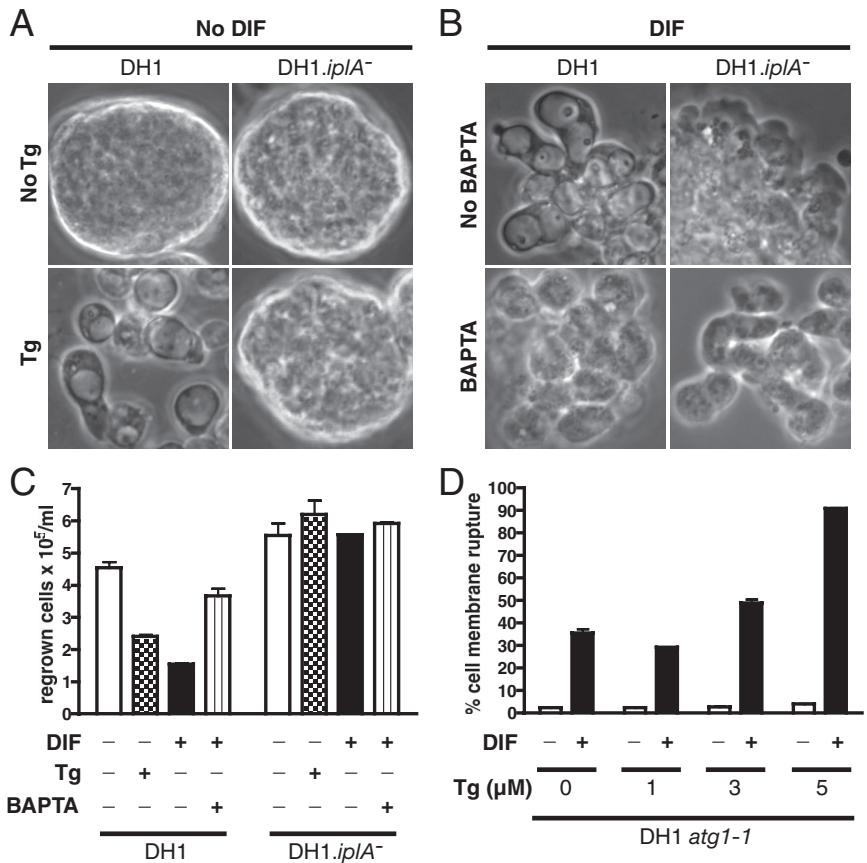 A
No DIF
DH1
DH1.iplA⁻
No Tg
Tg
B
DIF
DH1
DH1.iplA⁻
No BAPTA
BAPTA
C
regrown cells x 10⁵/ml
7
6
5
4
3
2
1
0
DIF – – + + – – + +
Tg – + – – – + – –
BAPTA – – – + – – – +
DH1 DH1.iplA⁻
D
% cell membrane rupture
100
90
80
70
60
50
40
30
20
10
0
DIF – + – + – + – +
Tg (µM) 0 1 3 5
DH1 atg1-1